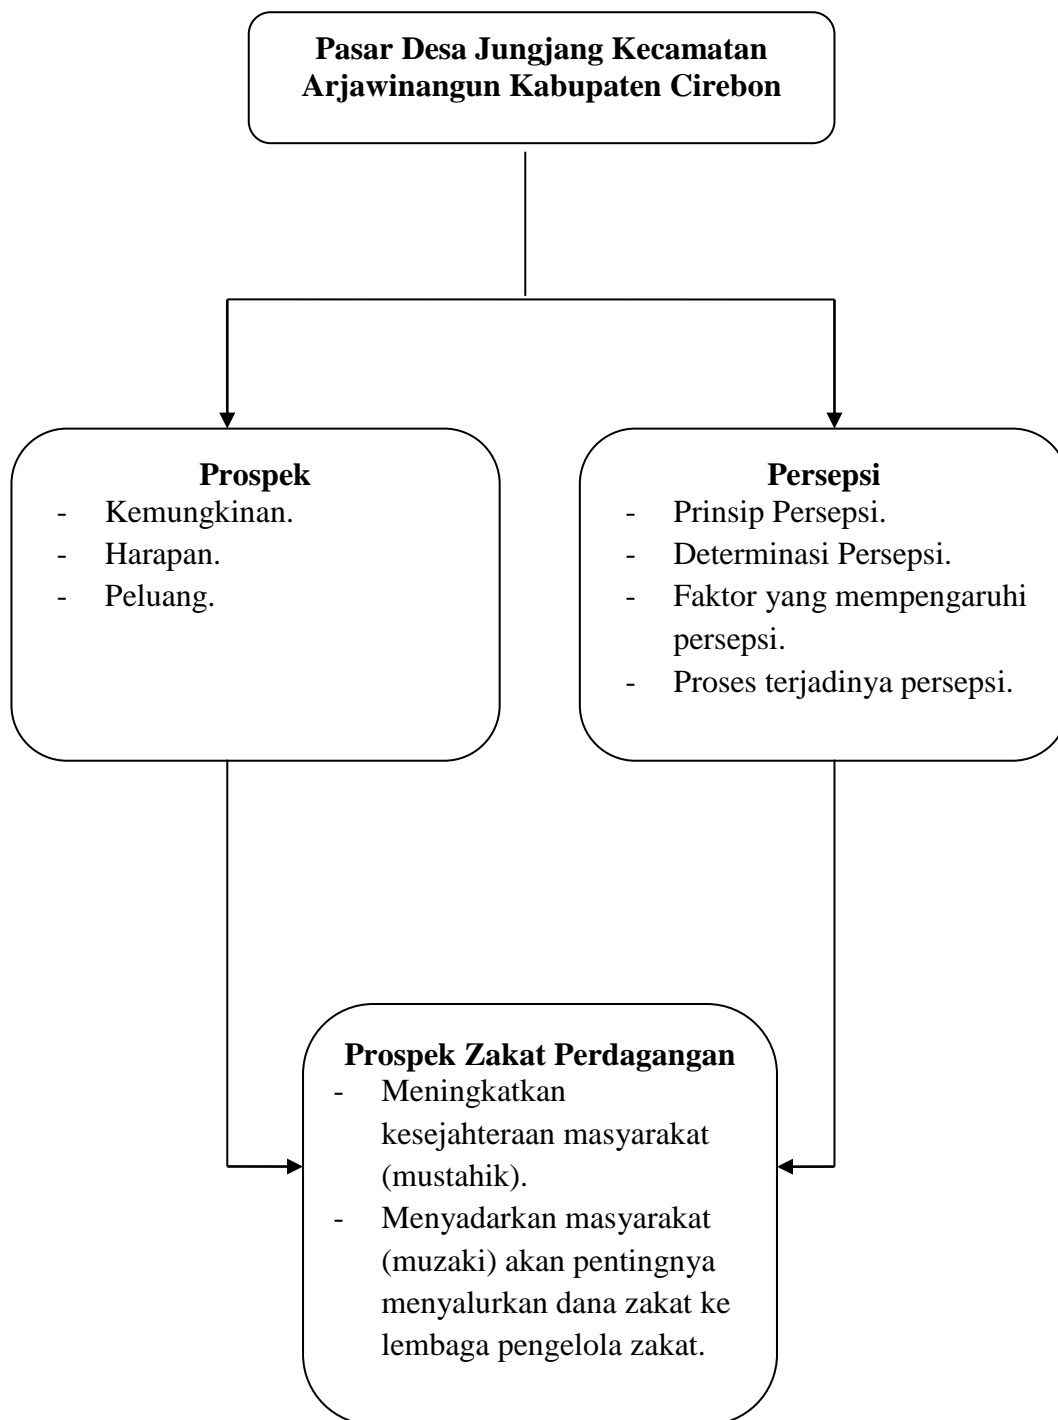 Pasar Desa Jungjang Kecamatan
Arjawinangun Kabupaten Cirebon
Prospek
- Kemungkinan.
- Harapan.
- Peluang.
Persepsi
- Prinsip Persepsi.
- Determinasi Persepsi.
- Faktor yang mempengaruhi
persepsi.
- Proses terjadinya persepsi.
Prospek Zakat Perdagangan
- Meningkatkan
kesejahteraan masyarakat
(mustahik).
- Menyadarkan masyarakat
(muzaki) akan pentingnya
menyalurkan dana zakat ke
lembaga pengelola zakat.